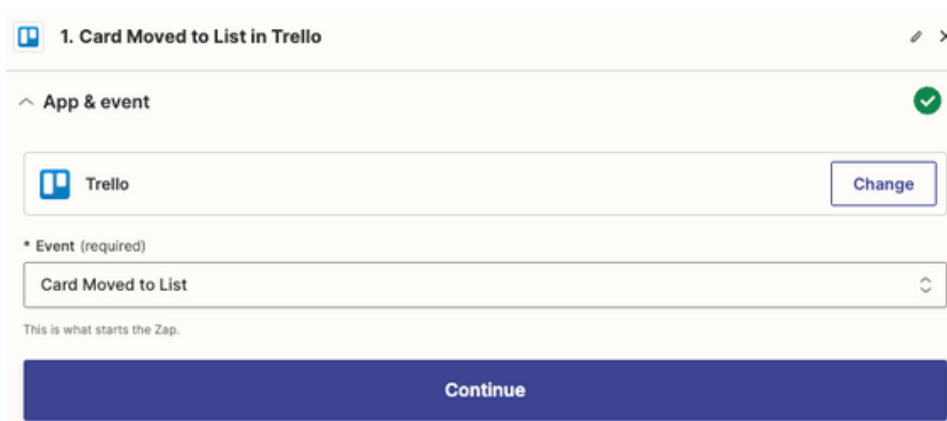 1. Card Moved to List in Trello
App & event
Trello
Change
* Event (required)
Card Moved to List
This is what starts the Zap.
Continue